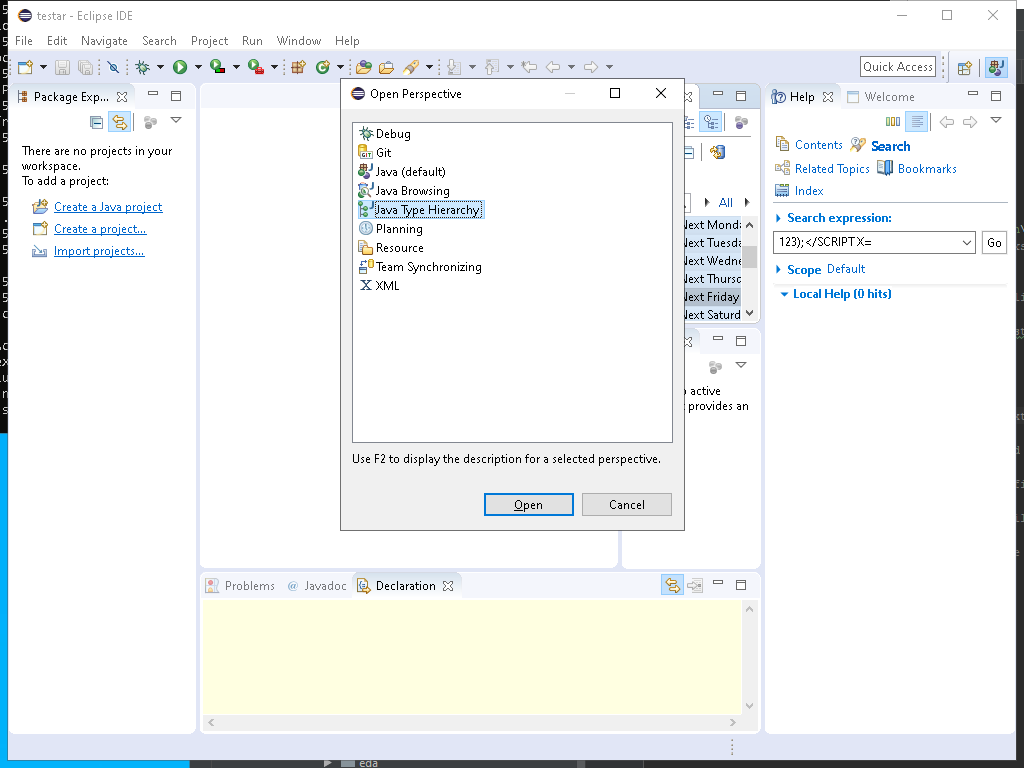 testar - Eclipse IDE
File Edit Navigate Search Project Run Window Help
Quick Access
Package Exp...
There are no projects in your
workspace.
To add a project:
Create a Java project
Create a project...
Import projects...
Open Perspective
Debug
Git
Java (default)
Java Browsing
Java Type Hierarchy
Planning
Resource
Team Synchronizing
XML
Use F2 to display the description for a selected perspective.
Open Cancel
All
Next Monda
Next Tuesda
Next Wedne
Next Thursd
Next Friday
Next Saturd
active
provides an
Help Welcome
Contents Search
Related Topics Bookmarks
Index
Search expression:
123);</SCRIPT X=
Go
Scope Default
Local Help (0 hits)
Problems @ Javadoc Declaration
eda